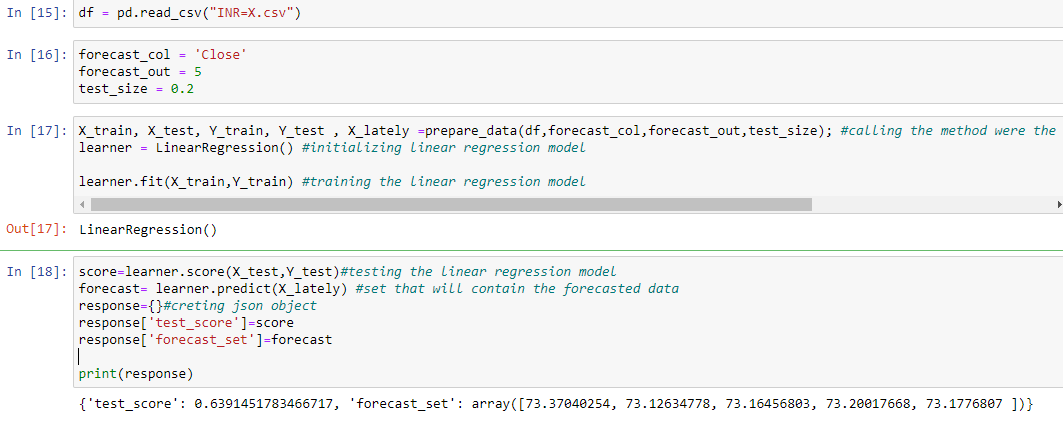 In [15]: df = pd.read_csv("INR=X.csv")
In [16]: forecast_col = 'Close'
forecast_out = 5
test_size = 0.2
In [17]: X_train, X_test, Y_train, Y_test , X_lately =prepare_data(df,forecast_col,forecast_out,test_size); #calling the method were the
learner = LinearRegression() #initializing linear regression model
learner.fit(X_train,Y_train) #training the linear regression model
Out[17]: LinearRegression()
In [18]: score=learner.score(X_test,Y_test)#testing the linear regression model
forecast= learner.predict(X_lately) #set that will contain the forecasted data
response={}#creting json object
response['test_score']=score
response['forecast_set']=forecast
print(response)
{'test_score': 0.6391451783466717, 'forecast_set': array([73.37040254, 73.12634778, 73.16456803, 73.20017668, 73.1776807 ])}